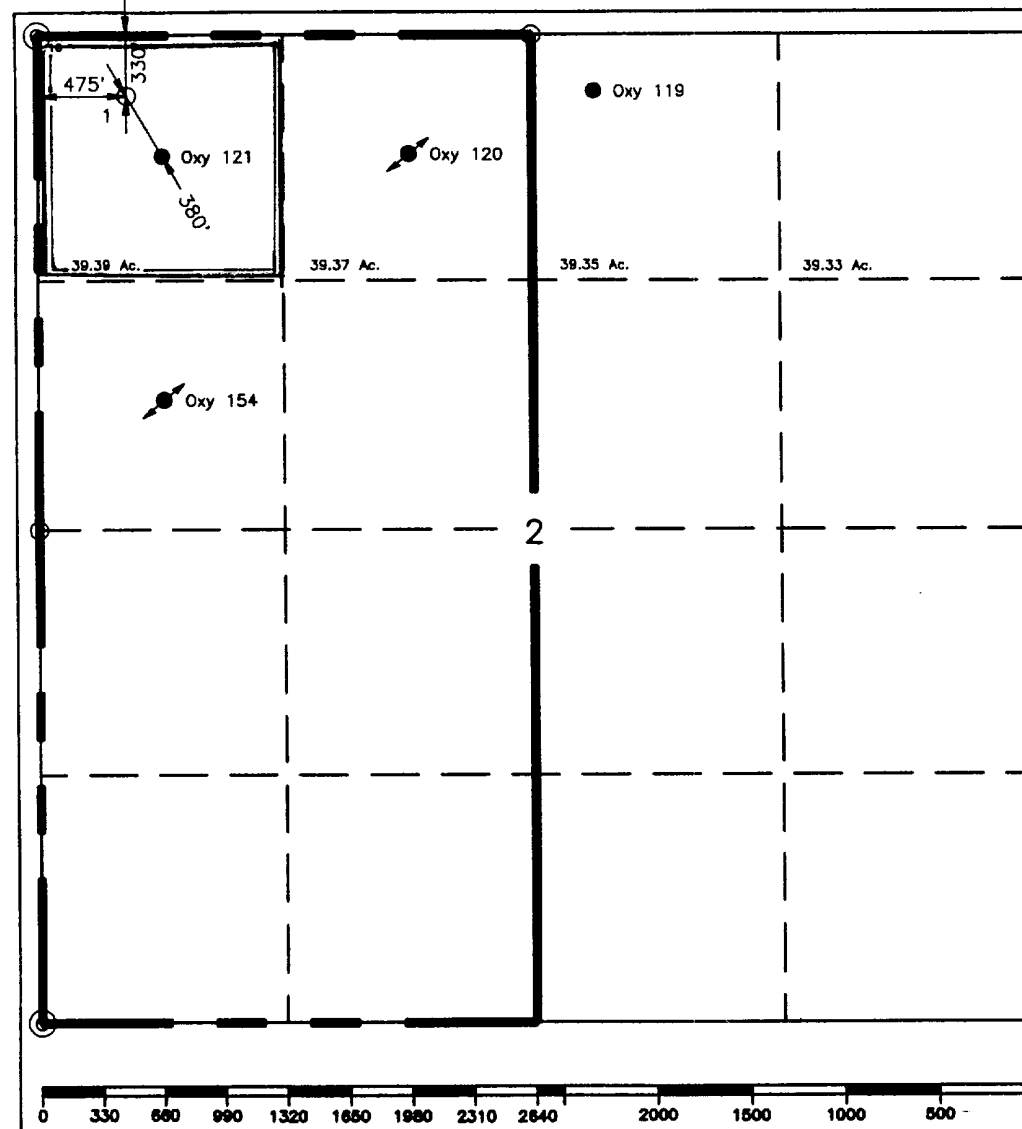 330'
475'
1
Oxy 121
380'
Oxy 120
Oxy 119
39.39 Ac.
39.37 Ac.
39.35 Ac.
39.33 Ac.
Oxy 154
2
0 330 660 990 1320 1650 1980 2310 2640 2000 1500 1000 500